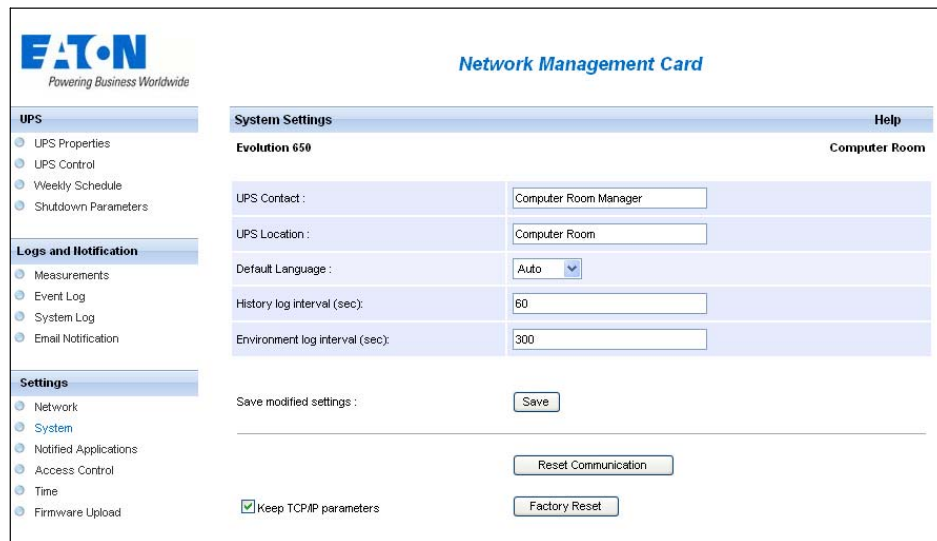 EATON
Powering Business Worldwide
Network Management Card
UPS
UPS Properties
UPS Control
Weekly Schedule
Shutdown Parameters
Logs and Notification
Measurements
Event Log
System Log
Email Notification
Settings
Network
System
Notified Applications
Access Control
Time
Firmware Upload
System Settings Help
Evolution 650 Computer Room
UPS Contact : Computer Room Manager
UPS Location : Computer Room
Default Language : Auto
History log interval (sec): 60
Environment log interval (sec): 300
Save modified settings : Save
Reset Communication
Keep TCP/IP parameters Factory Reset